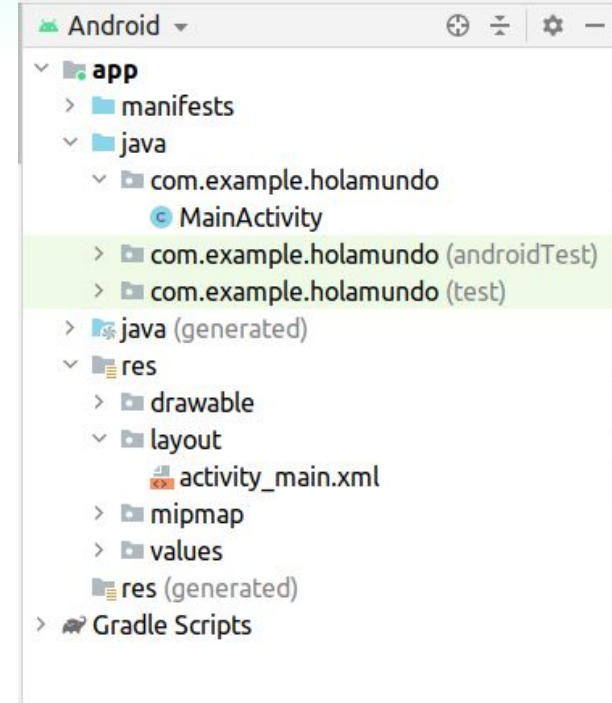 Android
app
manifests
java
com.example.holamundo
C MainActivity
com.example.holamundo (androidTest)
com.example.holamundo (test)
java (generated)
res
drawable
layout
activity_main.xml
mipmap
values
res (generated)
Gradle Scripts